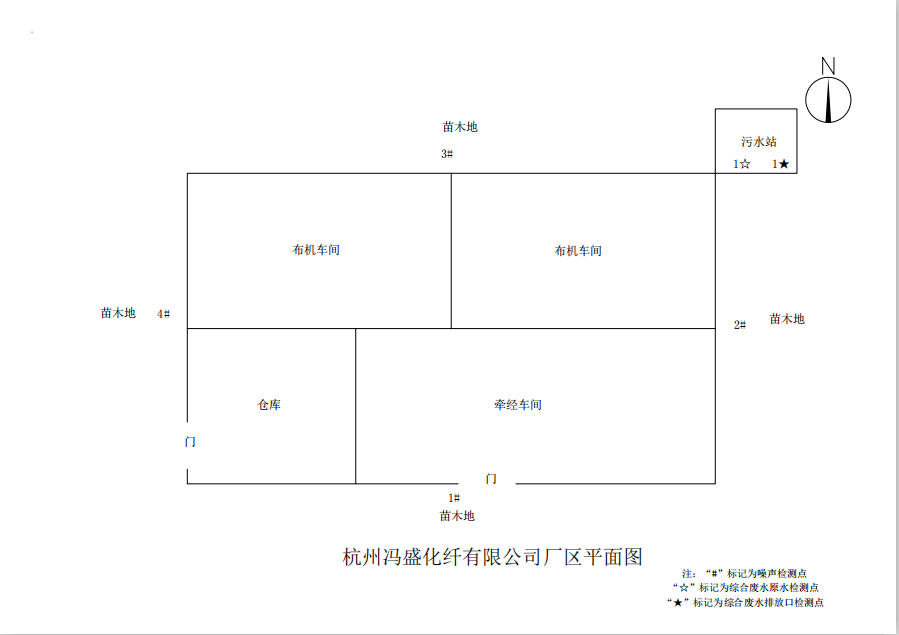 N
苗木地
3#
污水站
1☆ 1★
布机车间 布机车间
苗木地 4#
2# 苗木地
仓库 牵经车间
门
门
1#
苗木地
杭州冯盛化纤有限公司厂区平面图
注：“#”标记为噪声检测点
“☆”标记为综合废水原水检测点
“★”标记为综合废水排放口检测点